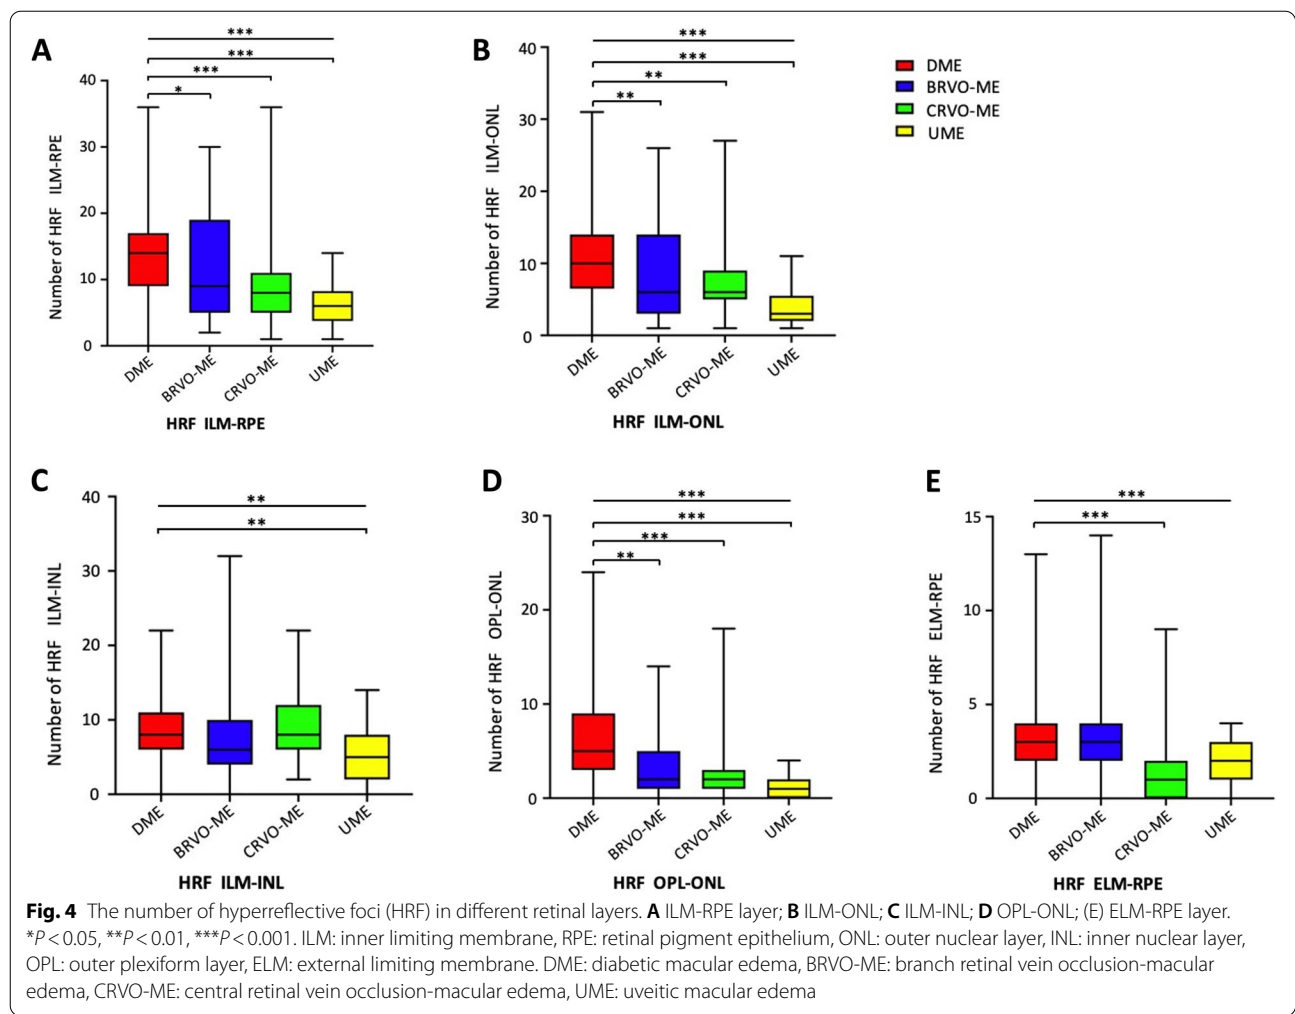 A
***
***
***
*
40
30
20
10
0
Number of HRF ILM-RPE
DME
BRVO-ME
CRVO-ME
UME
HRF ILM-RPE
B
***
***
**
**
40
30
20
10
0
Number of HRF ILM-ONL
DME
BRVO-ME
CRVO-ME
UME
HRF ILM-ONL
DME
BRVO-ME
CRVO-ME
UME
C
**
**
40
30
20
10
0
Number of HRF ILM-INL
DME
BRVO-ME
CRVO-ME
UME
HRF ILM-INL
D
***
***
***
**
30
20
10
0
Number of HRF OPL-ONL
DME
BRVO-ME
CRVO-ME
UME
HRF OPL-ONL
E
***
***
15
10
5
0
Number of HRF ELM-RPE
DME
BRVO-ME
CRVO-ME
UME
HRF ELM-RPE
Fig. 4 The number of hyperreflective foci (HRF) in different retinal layers. A ILM-RPE layer; B ILM-ONL; C ILM-INL; D OPL-ONL; (E) ELM-RPE layer.
*P < 0.05, **P < 0.01, ***P < 0.001. ILM: inner limiting membrane, RPE: retinal pigment epithelium, ONL: outer nuclear layer, INL: inner nuclear layer,
OPL: outer plexiform layer, ELM: external limiting membrane. DME: diabetic macular edema, BRVO-ME: branch retinal vein occlusion-macular
edema, CRVO-ME: central retinal vein occlusion-macular edema, UME: uveitic macular edema